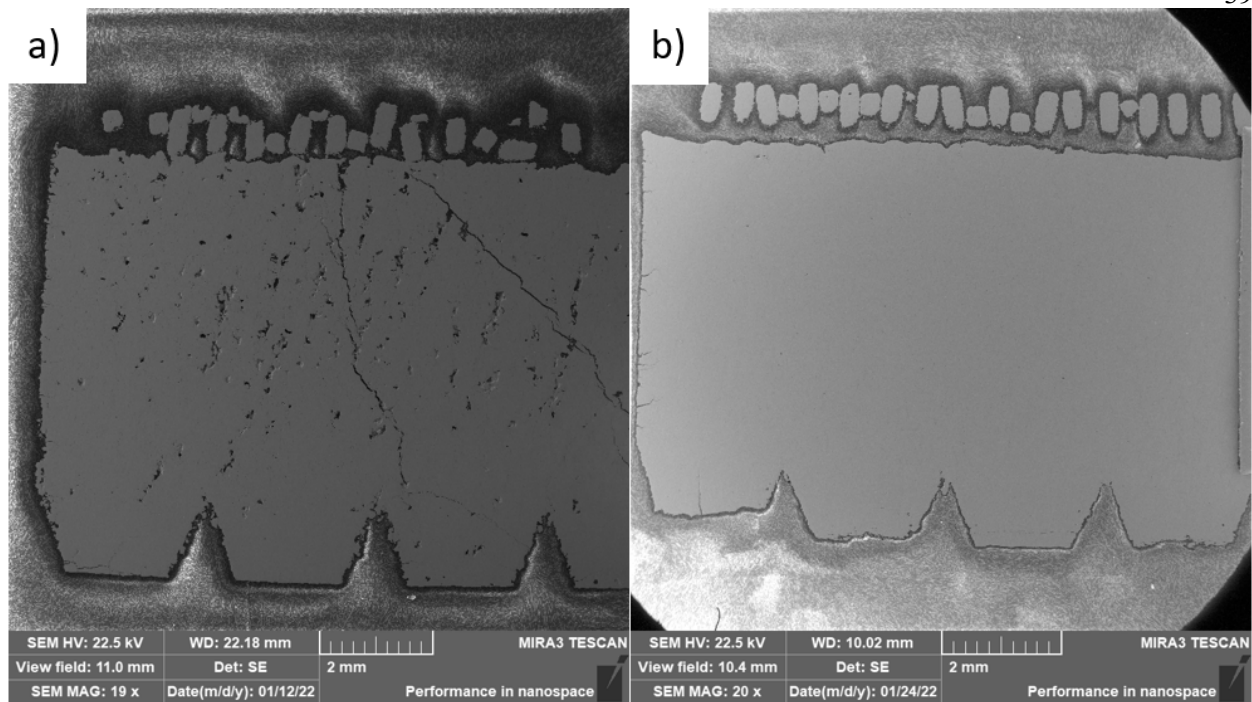 a)
b)
SEM HV: 22.5 kV WD: 22.18 mm MIRA3 TESCAN
View field: 11.0 mm Det: SE 2 mm
SEM MAG: 19 x Date(m/d/y): 01/12/22 Performance in nanospace
SEM HV: 22.5 kV WD: 10.02 mm MIRA3 TESCAN
View field: 10.4 mm Det: SE 2 mm
SEM MAG: 20 x Date(m/d/y): 01/24/22 Performance in nanospace